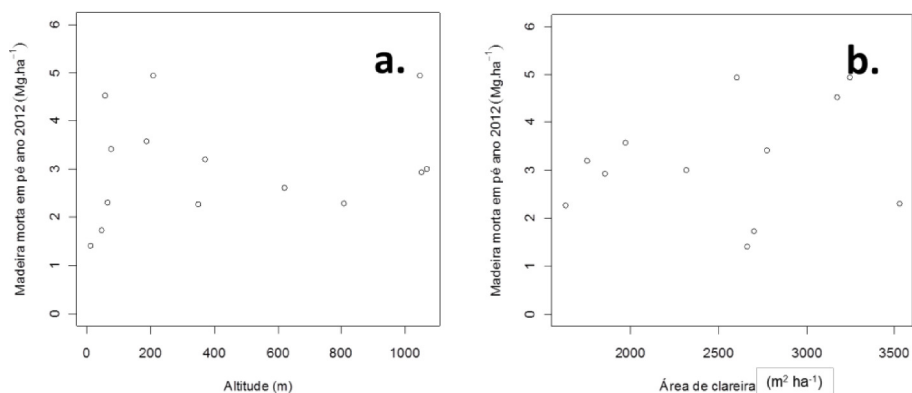 a.
Madeira morta em pé ano 2012 (Mg.ha⁻¹)
6
5
4
3
2
1
0
0 200 400 600 800 1000
Altitude (m)
b.
Madeira morta em pé ano 2012 (Mg.ha⁻¹)
6
5
4
3
2
1
0
2000 2500 3000 3500
Área de clareira (m² ha⁻¹)